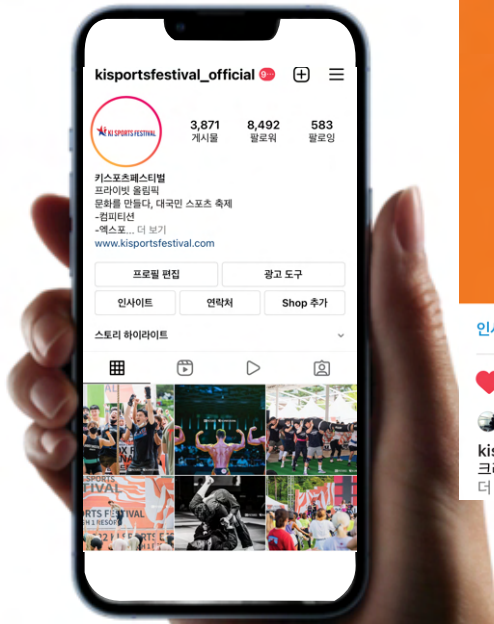 kisportsfestival_official 9...
KI SPORTS FESTIVAL
3,871 8,492 583
게시물 팔로워 팔로잉
키스포츠페스티벌
프라이빗 올림픽
문화를 만들다, 대국민 스포츠 축제
-컴피티션
-엑스포... 더 보기
www.kisportsfestival.com
프로필 편집 광고 도구
인사이트 연락처 Shop 추가
스토리 하이라이트
SPORTS
TIVAL
RTS FESTIVAL
H1 RESORT
인사
kis
크리
더